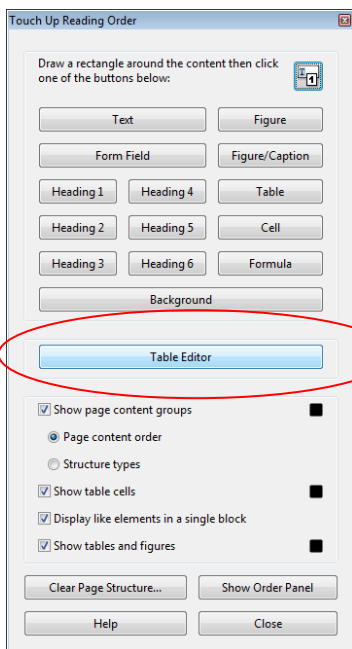 Touch Up Reading Order
Draw a rectangle around the content then click
one of the buttons below:
1
1
Text Figure
Form Field Figure/Caption
Heading 1 Heading 4 Table
Heading 2 Heading 5 Cell
Heading 3 Heading 6 Formula
Background
Table Editor
Show page content groups
Page content order
Structure types
Show table cells
Display like elements in a single block
Show tables and figures
Clear Page Structure... Show Order Panel
Help Close